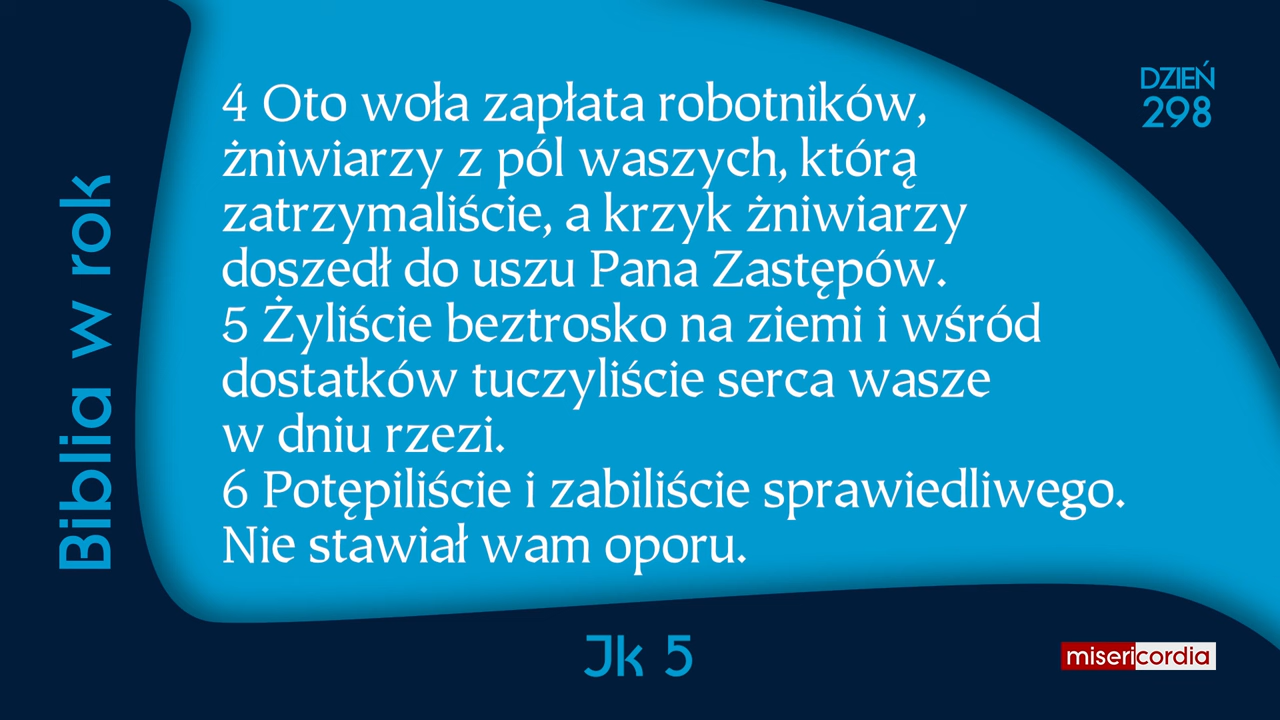 DZIEŃ
298
4 Oto woła zapłata robotników,
żniwiarzy z pól waszych, którą
zatrzymaliście, a krzyk żniwiarzy
doszedł do uszu Pana Zastępów.
5 Żyliście beztrosko na ziemi i wśród
dostatków tuczyliście serca wasze
w dniu rzezi.
6 Potępiliście i zabiliście sprawiedliwego.
Nie stawiał wam oporu.
Biblia w rok
Jk 5
misericordia